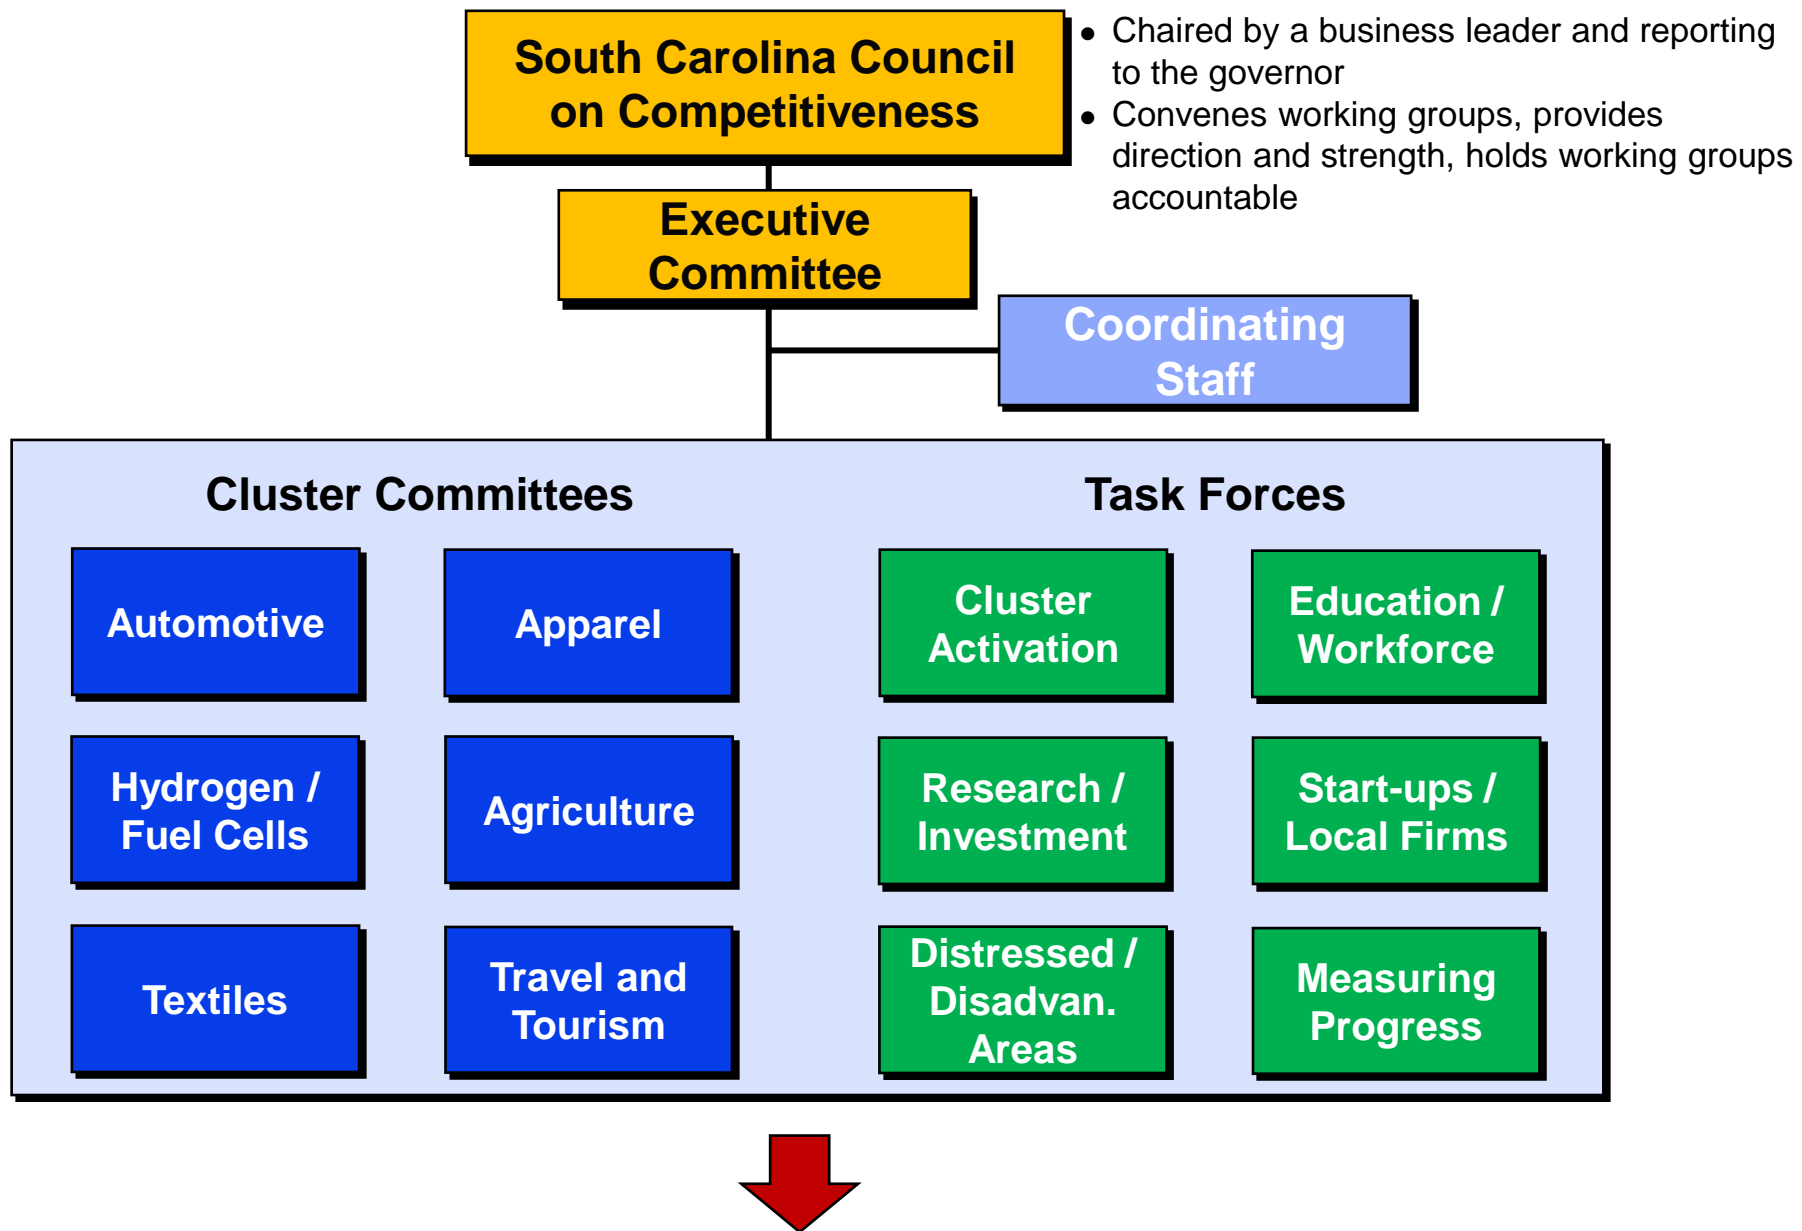 South Carolina Council
on Competitiveness
● Chaired by a business leader and reporting
to the governor
● Convenes working groups, provides
direction and strength, holds working groups
accountable
Executive
Committee
Coordinating
Staff
Cluster Committees
Task Forces
Automotive
Apparel
Cluster
Activation
Education /
Workforce
Hydrogen /
Fuel Cells
Agriculture
Research /
Investment
Start-ups /
Local Firms
Textiles
Travel and
Tourism
Distressed /
Disadvan.
Areas
Measuring
Progress